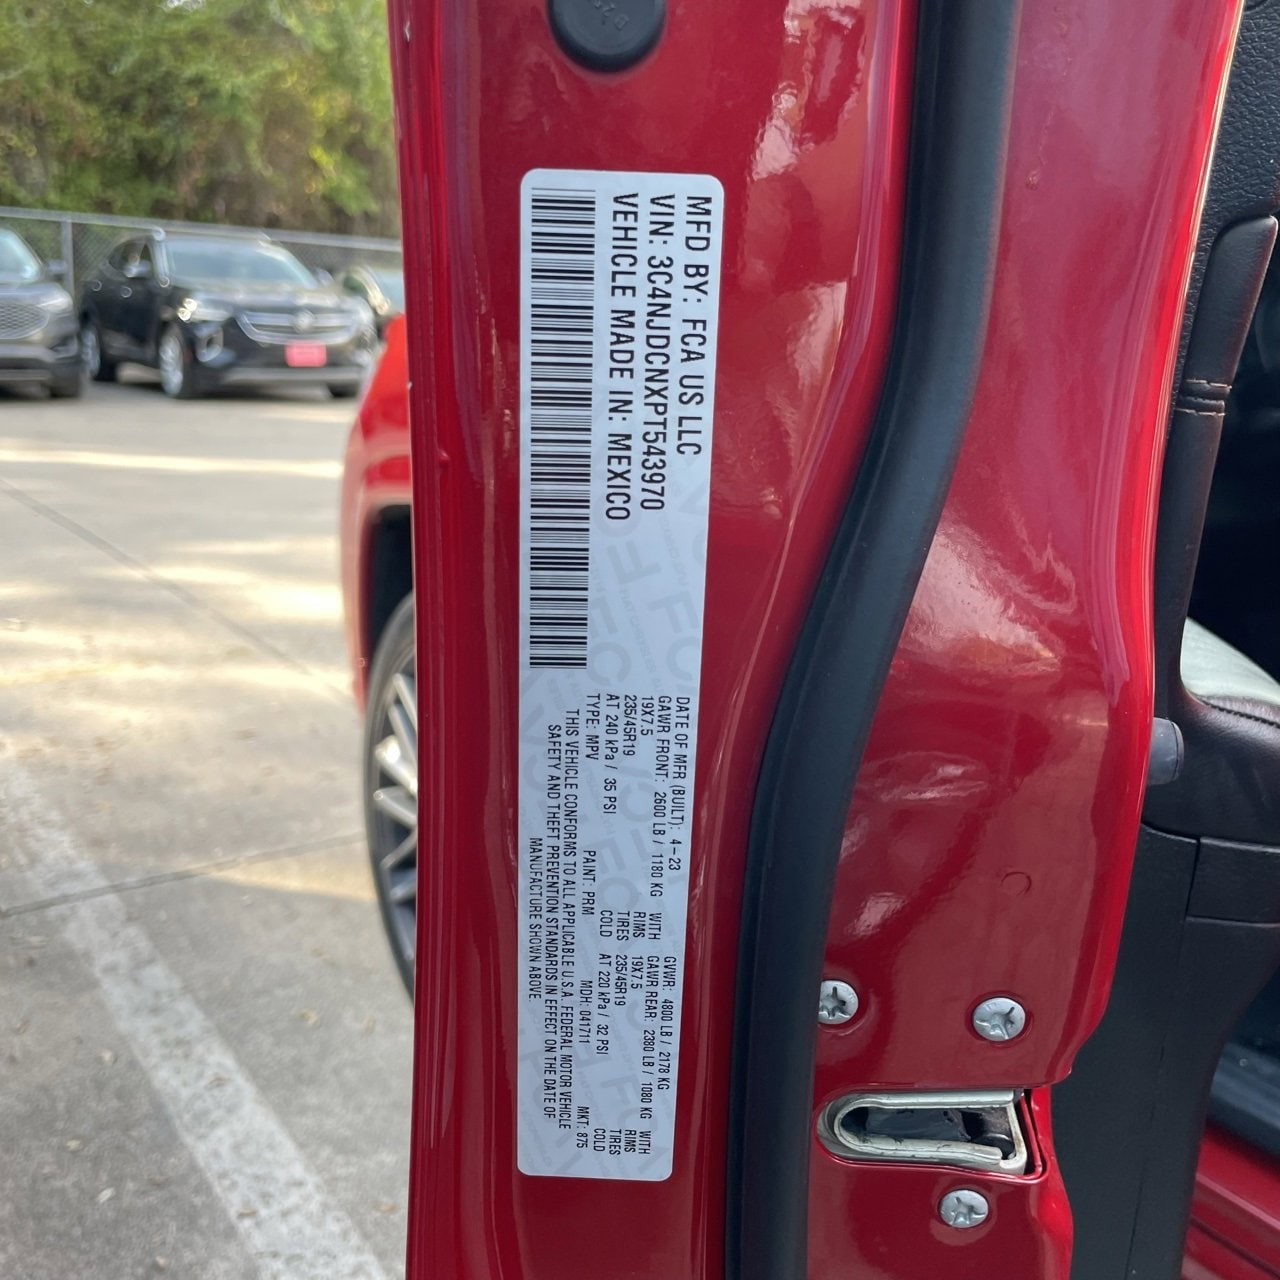 MFD BY: FCA US LLC
VIN: 3C4NJDCNXPT543970
VEHICLE MADE IN: MEXICO
DATE OF MFR (BUILT): 4-23 GVWR: 4800 LB / 2178 KG
GAWR FRONT: 2600 LB / 1180 KG WITH GAWR REAR: 2380 LB / 1080 KG WITH
19X7.5 RIMS 19X7.5 RIMS
235/45R19 TIRES 235/45R19 TIRES
AT 240 kPa / 35 PSI COLD AT 220 kPa / 32 PSI COLD
TYPE: MPV PAINT: PRM MDH: 041711 MKT: 875
THIS VEHICLE CONFORMS TO ALL APPLICABLE U.S.A. FEDERAL MOTOR VEHICLE
SAFETY AND THEFT PREVENTION STANDARDS IN EFFECT ON THE DATE OF
MANUFACTURE SHOWN ABOVE.